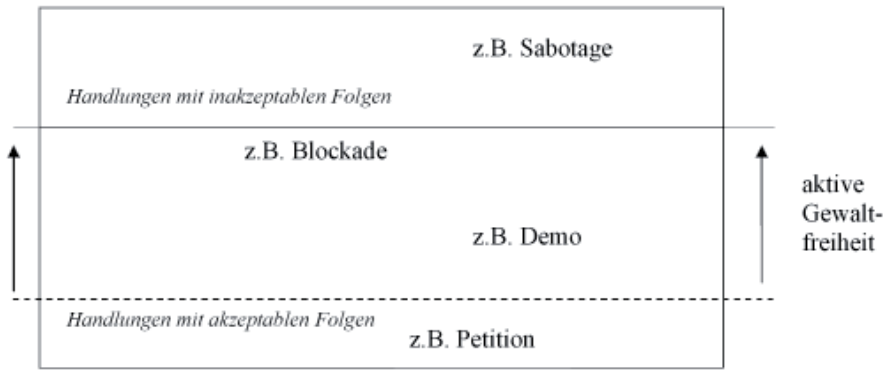 z.B. Sabotage
Handlungen mit inakzeptablen Folgen
z.B. Blockade
aktive
Gewalt-
freiheit
z.B. Demo
Handlungen mit akzeptablen Folgen
z.B. Petition